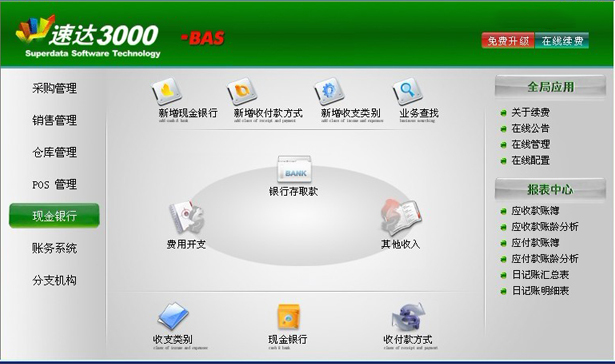 速达3000
Superdata Software Technology
BAS
免费升级
在线续费
采购管理
销售管理
仓库管理
POS 管理
现金银行
账务系统
分支机构
新增现金银行
add cash & bank
新增收付款方式
add class of receipt and payment
新增收支类别
add class of income and expenses
业务查找
business searching
BANK
银行存取款
费用开支
其他收入
收支类别
class of income and expenses
现金银行
cash & bank
收付款方式
class of receipt and payment
全局应用
关于续费
在线公告
在线管理
在线配置
报表中心
应收款账簿
应收款账龄分析
应付款账簿
应付款账龄分析
日记账汇总表
日记账明细表